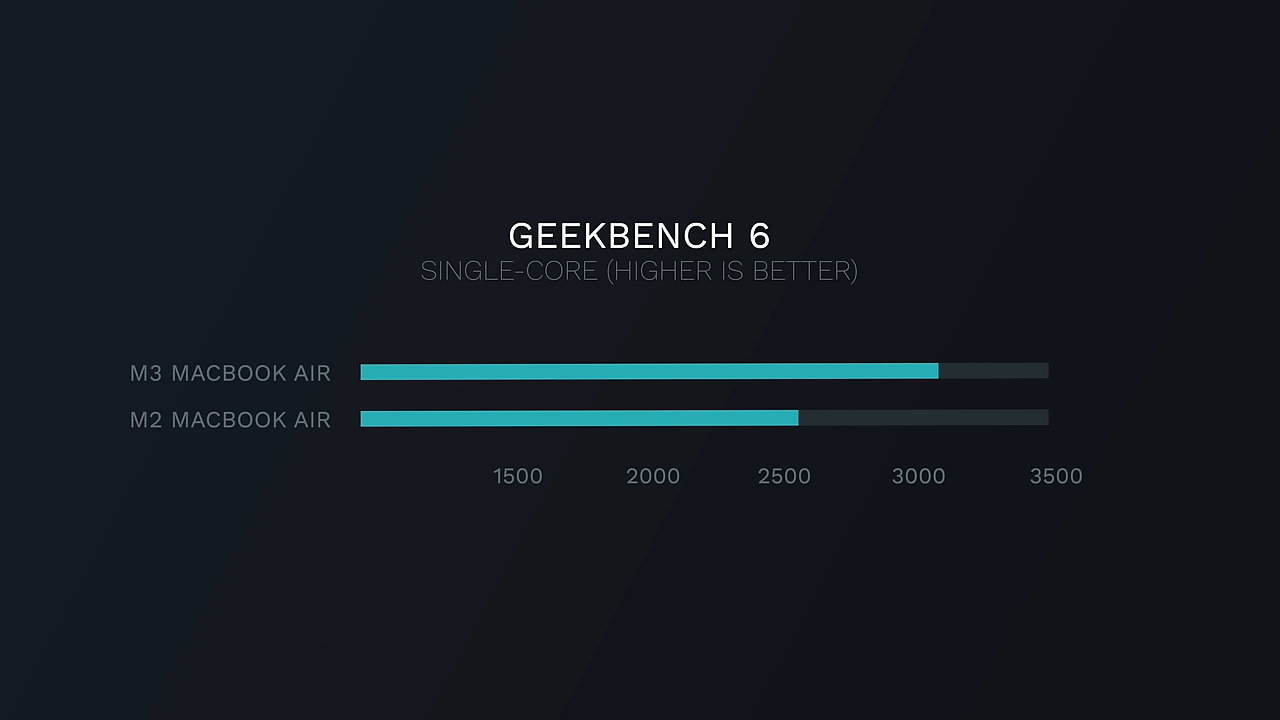 GEEKBENCH 6
SINGLE-CORE (HIGHER IS BETTER)
M3 MACBOOK AIR
M2 MACBOOK AIR
1500 2000 2500 3000 3500